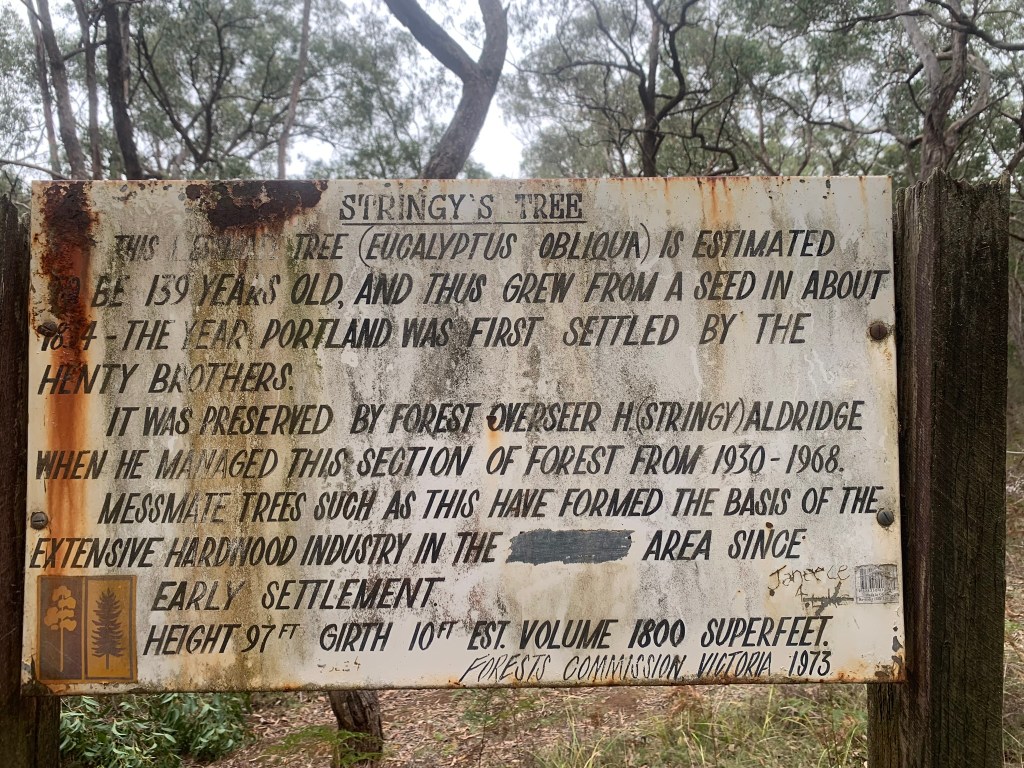 STRINGY'S TREE
THIS TREE (EUCALYPTUS OBLIQUA) IS ESTIMATED
TO BE 139 YEARS OLD, AND THUS GREW FROM A SEED IN ABOUT
1834 - THE YEAR PORTLAND WAS FIRST SETTLED BY THE
HENTY BROTHERS.
IT WAS PRESERVED BY FOREST OVERSEER H.(STRINGY) ALDRIDGE
WHEN HE MANAGED THIS SECTION OF FOREST FROM 1930 - 1968.
MESSMATE TREES SUCH AS THIS HAVE FORMED THE BASIS OF THE
EXTENSIVE HARDWOOD INDUSTRY IN THE AREA SINCE
EARLY SETTLEMENT
HEIGHT 97 FT GIRTH 10 FT EST. VOLUME 1800 SUPERFEET.
FORESTS COMMISSION VICTORIA 1973